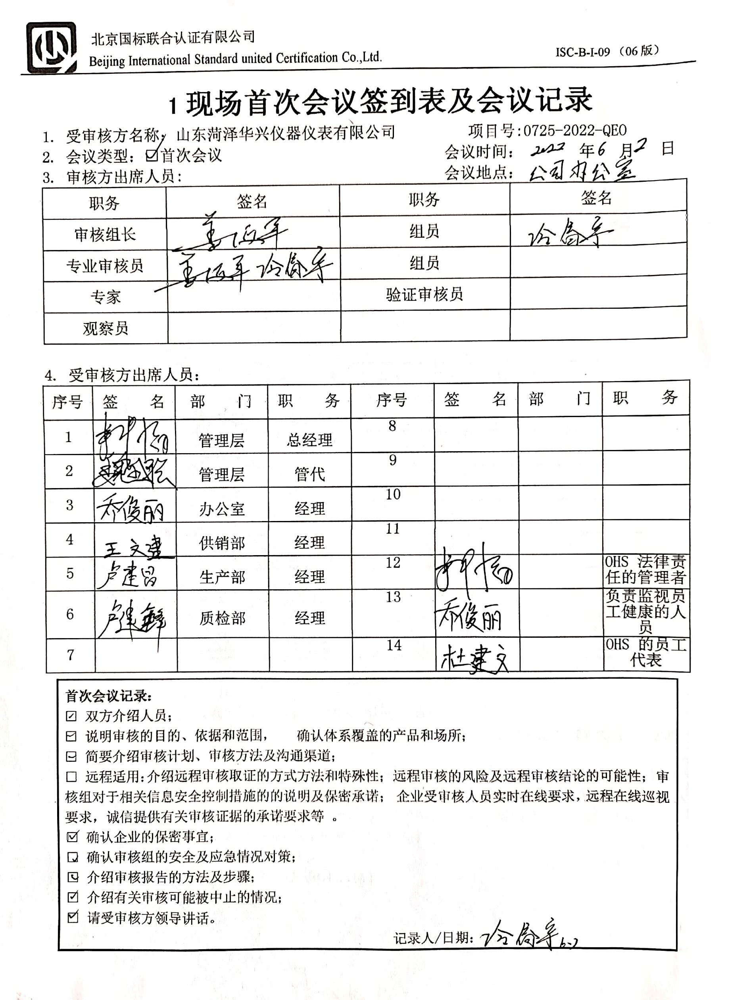 北京国标联合认证有限公司
Beijing International Standard united Certification Co.,Ltd.
ISC-B-I-09 （06 版）
1 现场首次会议签到表及会议记录
1. 受审核方名称： 山东菏泽华兴仪器仪表有限公司 项目号:0725-2022-QEO
2. 会议类型：☑首次会议 会议时间： 2022 年 6 月 2 日
3. 审核方出席人员： 会议地点： 公司办公室
职务 签名 职务 签名
审核组长 组员
专业审核员 组员
专家 验证审核员
观察员
4. 受审核方出席人员：
序号 签 名 部 门 职 务 序号 签 名 部 门 职 务
1 管理层 总经理 8
2 管理层 管代 9
3 乔俊丽 办公室 经理 10
4 王文建 供销部 经理 11
5 卢建昌 生产部 经理 12 OHS 法律责
任的管理者
6 卢建锋 质检部 经理 13 乔俊丽 负责监视员
工健康的人
员
7 14 杜建文 OHS 的员工
代表
首次会议记录：
☑ 双方介绍人员；
☑ 说明审核的目的、依据和范围， 确认体系覆盖的产品和场所；
☑ 简要介绍审核计划、审核方法及沟通渠道；
☐ 远程适用：介绍远程审核取证的方式方法和特殊性；远程审核的风险及远程审核结论的可能性；审
核组对于相关信息安全控制措施的的说明及保密承诺； 企业受审核人员实时在线要求，远程在线巡视
要求，诚信提供有关审核证据的承诺要求等 。
☑ 确认企业的保密事宜；
☑ 确认审核组的安全及应急情况对策；
☑ 介绍审核报告的方法及步骤；
☑ 介绍有关审核可能被中止的情况；
☑ 请受审核方领导讲话。
记录人/日期：